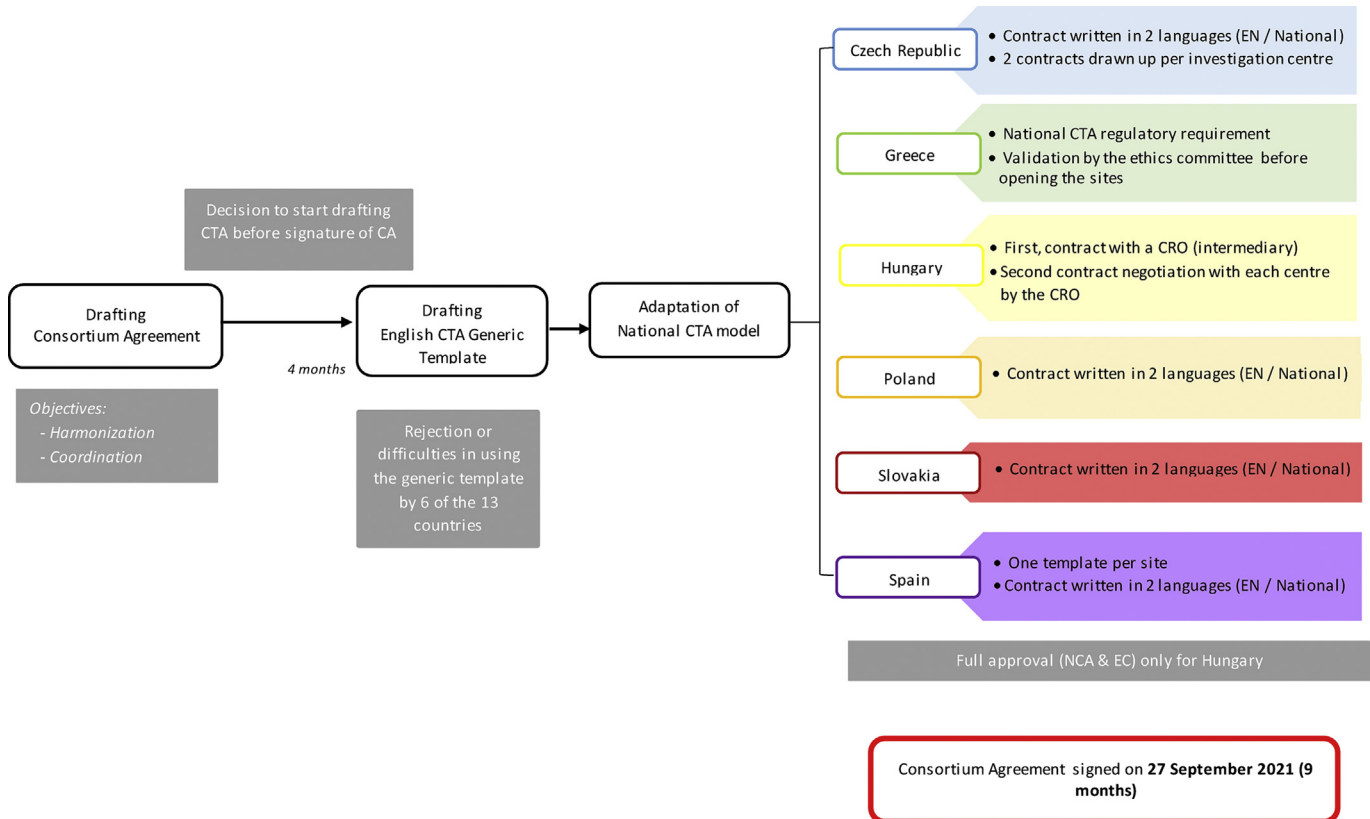 Decision to start drafting
CTA before signature of CA
Drafting
Consortium Agreement
4 months
Objectives:
- Harmonization
- Coordination
Drafting
English CTA Generic
Template
Rejection or
difficulties in using
the generic template
by 6 of the 13
countries
Adaptation of
National CTA model
Czech Republic
• Contract written in 2 languages (EN / National)
• 2 contracts drawn up per investigation centre
Greece
• National CTA regulatory requirement
• Validation by the ethics committee before
opening the sites
Hungary
• First, contract with a CRO (intermediary)
• Second contract negotiation with each centre
by the CRO
Poland
• Contract written in 2 languages (EN / National)
Slovakia
• Contract written in 2 languages (EN / National)
Spain
• One template per site
• Contract written in 2 languages (EN / National)
Full approval (NCA & EC) only for Hungary
Consortium Agreement signed on 27 September 2021 (9
months)